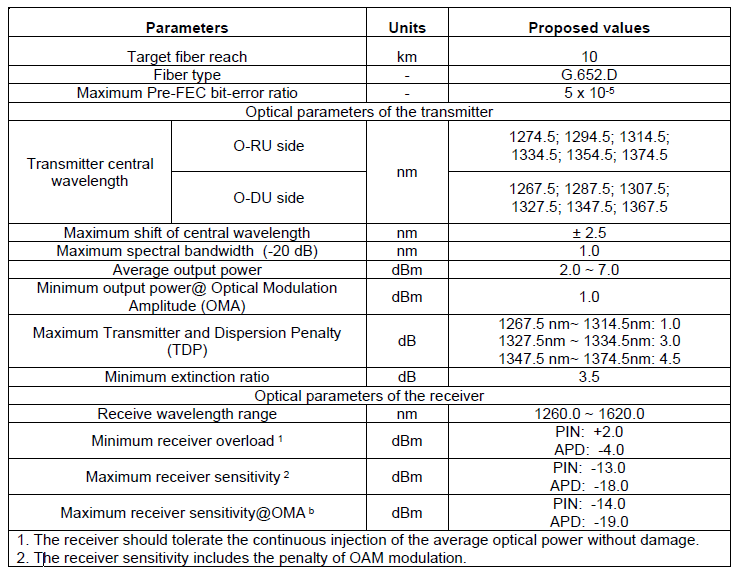 Parameters Units Proposed values
Target fiber reach km 10
Fiber type - G.652.D
Maximum Pre-FEC bit-error ratio - 5 x 10-5
Optical parameters of the transmitter
Transmitter central wavelength
O-RU side
nm
1274.5; 1294.5; 1314.5;
1334.5; 1354.5; 1374.5
O-DU side
1267.5; 1287.5; 1307.5;
1327.5; 1347.5; 1367.5
Maximum shift of central wavelength nm ± 2.5
Maximum spectral bandwidth (-20 dB) nm 1.0
Average output power dBm 2.0 ~ 7.0
Minimum output power@ Optical Modulation
Amplitude (OMA)
dBm 1.0
Maximum Transmitter and Dispersion Penalty
(TDP)
dB
1267.5 nm~ 1314.5nm: 1.0
1327.5nm ~ 1334.5nm: 3.0
1347.5 nm~ 1374.5nm: 4.5
Minimum extinction ratio dB 3.5
Optical parameters of the receiver
Receive wavelength range nm 1260.0 ~ 1620.0
Minimum receiver overload 1 dBm
PIN: +2.0
APD: -4.0
Maximum receiver sensitivity 2 dBm
PIN: -13.0
APD: -18.0
Maximum receiver sensitivity@OMA b dBm
PIN: -14.0
APD: -19.0
1. The receiver should tolerate the continuous injection of the average optical power without damage.
2. The receiver sensitivity includes the penalty of OAM modulation.